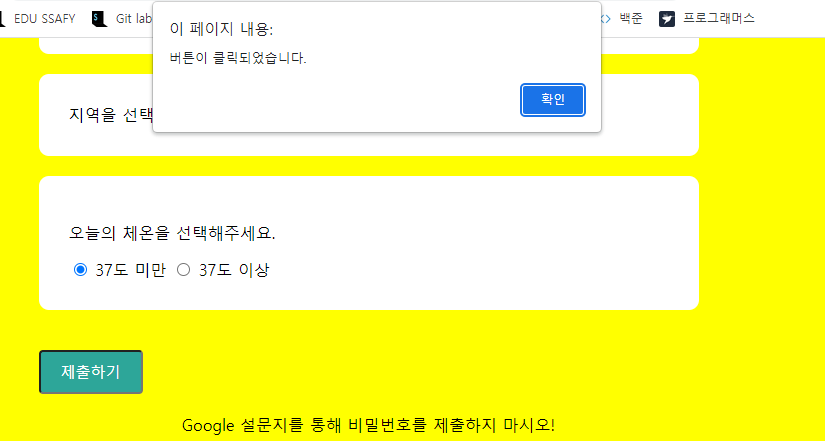 EDU SSAFY
Git lab
백준
프로그래머스
이 페이지 내용:
버튼이 클릭되었습니다.
확인
지역을 선택
오늘의 체온을 선택해주세요.
37도 미만 37도 이상
제출하기
Google 설문지를 통해 비밀번호를 제출하지 마시오!